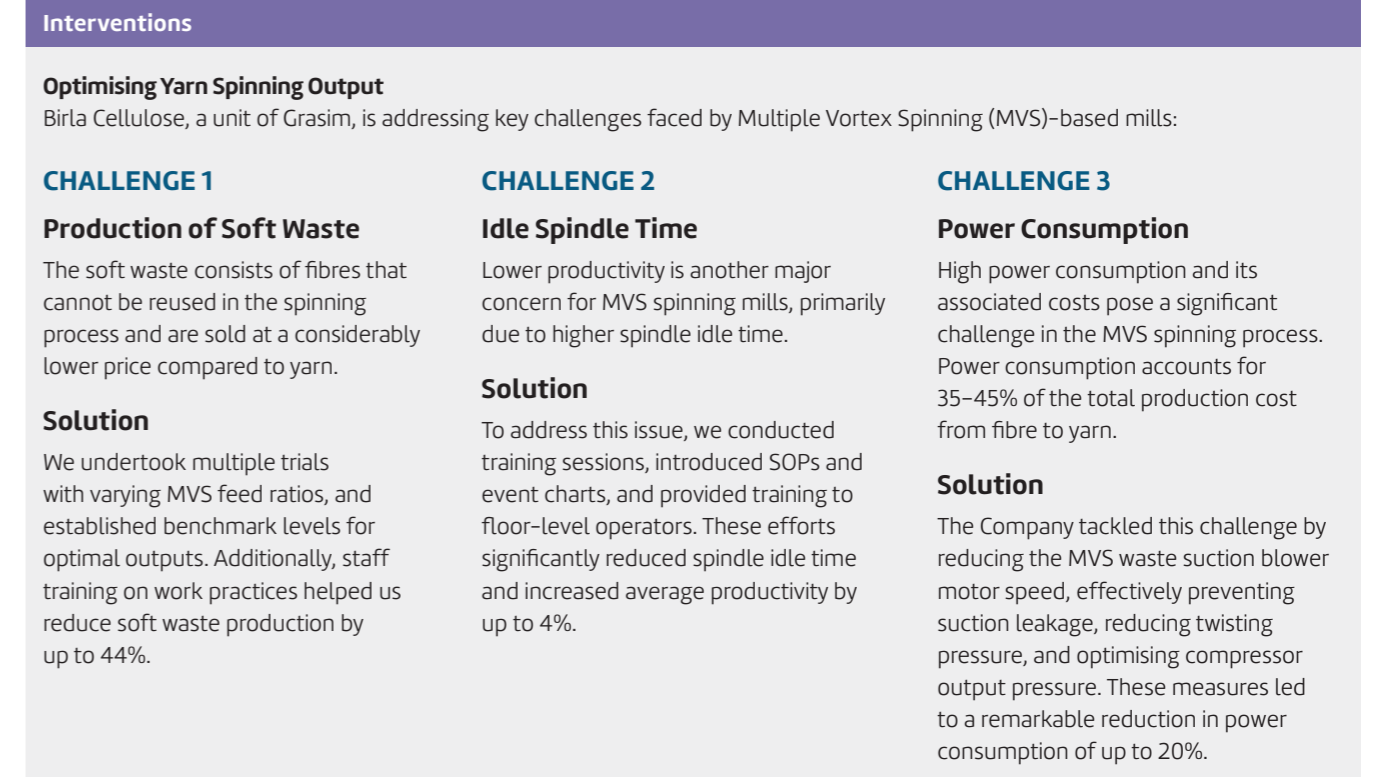 Interventions
Optimising Yarn Spinning Output
Birla Cellulose, a unit of Grasim, is addressing key challenges faced by Multiple Vortex Spinning (MVS)-based mills:
CHALLENGE 1
Production of Soft Waste
The soft waste consists of fibres that
cannot be reused in the spinning
process and are sold at a considerably
lower price compared to yarn.
Solution
We undertook multiple trials
with varying MVS feed ratios, and
established benchmark levels for
optimal outputs. Additionally, staff
training on work practices helped us
reduce soft waste production by
up to 44%.
CHALLENGE 2
Idle Spindle Time
Lower productivity is another major
concern for MVS spinning mills, primarily
due to higher spindle idle time.
Solution
To address this issue, we conducted
training sessions, introduced SOPs and
event charts, and provided training to
floor-level operators. These efforts
significantly reduced spindle idle time
and increased average productivity by
up to 4%.
CHALLENGE 3
Power Consumption
High power consumption and its
associated costs pose a significant
challenge in the MVS spinning process.
Power consumption accounts for
35–45% of the total production cost
from fibre to yarn.
Solution
The Company tackled this challenge by
reducing the MVS waste suction blower
motor speed, effectively preventing
suction leakage, reducing twisting
pressure, and optimising compressor
output pressure. These measures led
to a remarkable reduction in power
consumption of up to 20%.